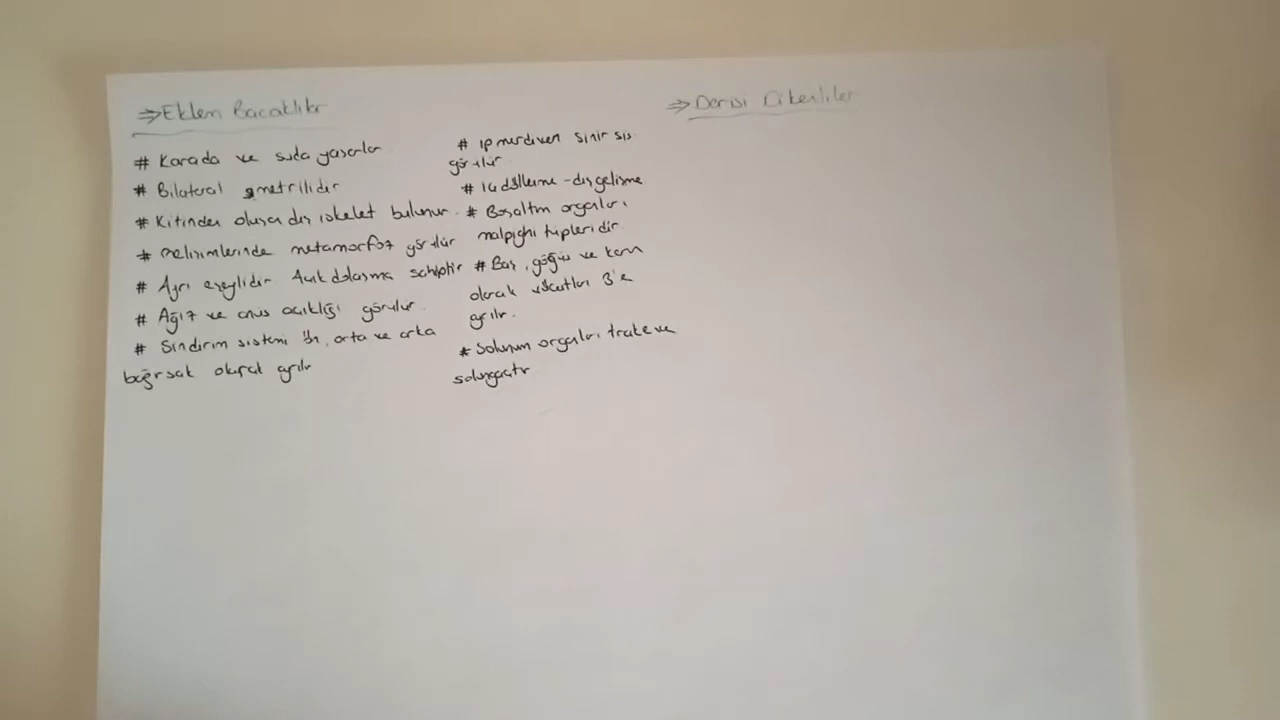 ⇒ Eklem Bacaklılar
# Karada ve suda yaşarlar
# Bilateral simetrilidir
# Kitinden oluşan dış iskelet bulunur.
# Gelişimlerinde metamorfoz görülür
# Ayrı eşeylidir Açık dolaşıma sahiptir
# Ağız ve anüs açıklığı görülür.
# Sindirim sistemi ön, orta ve arka
bağırsak olarak ayrılır
# ip merdiven sinir sis
görülür
# İç dölleme - dış gelişme
# Boşaltım organları
malpighi tüpleridir
# Baş, göğüs ve karın
olarak vücutları 3'e
ayrılır.
* Solunum organları trake ve
solungaçtır
⇒ Derisi Dikenliler